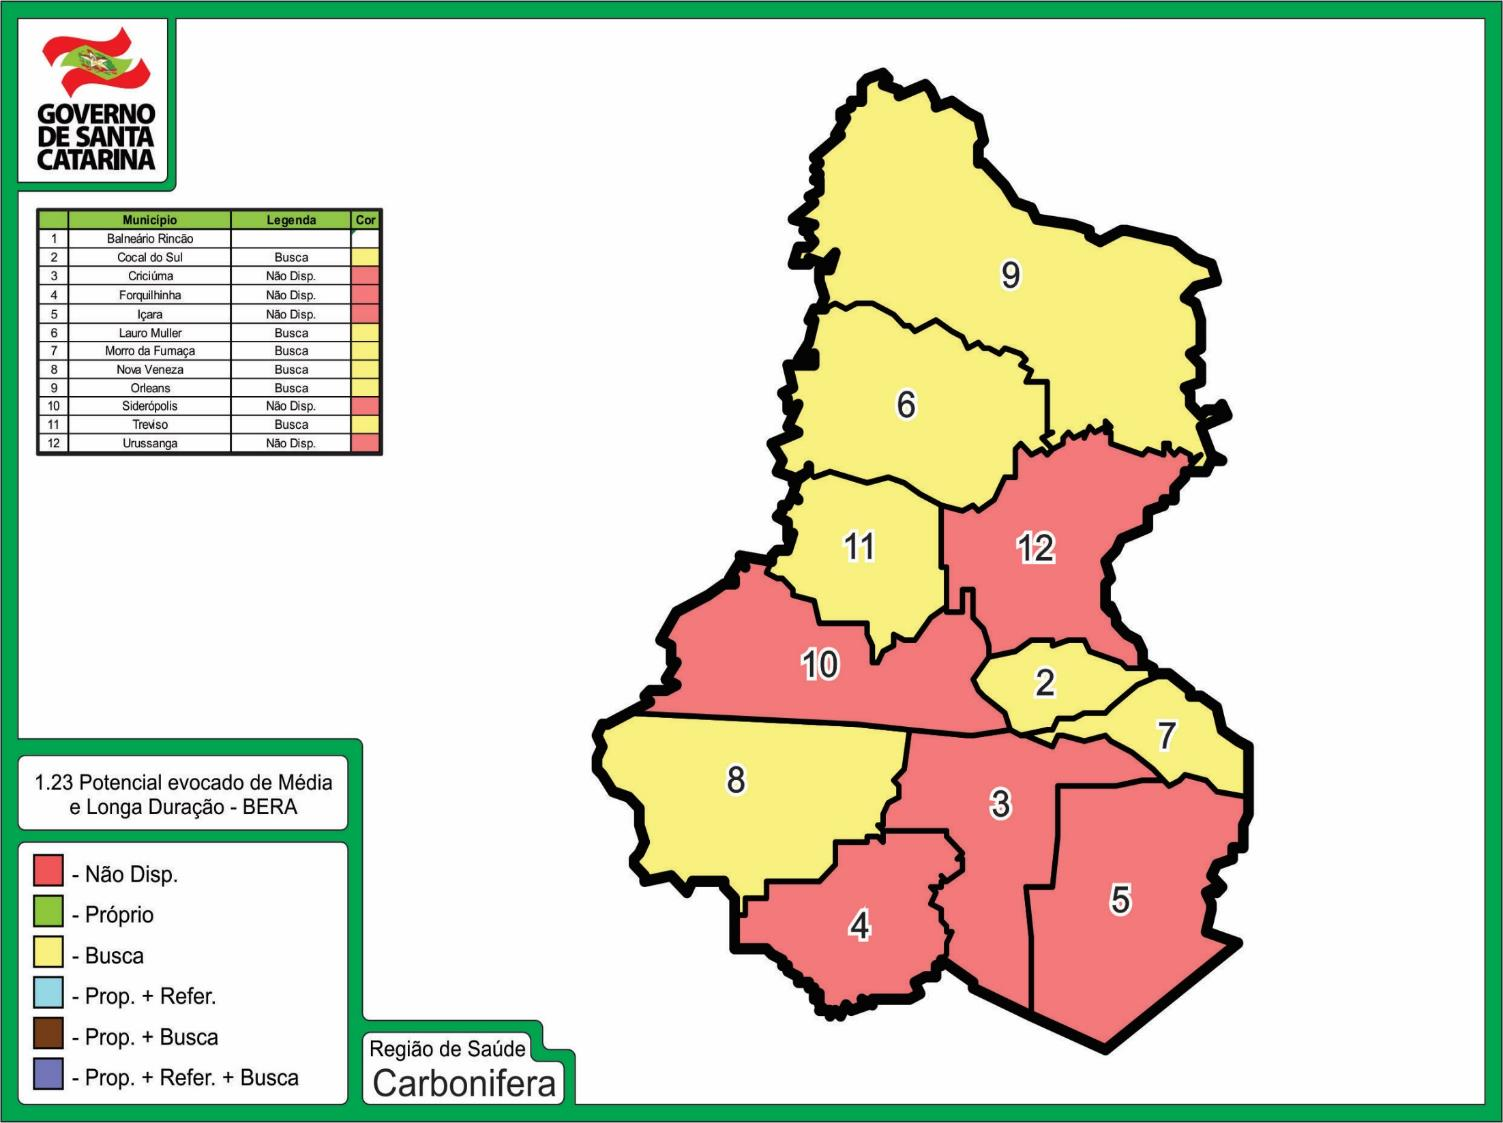 GOVERNO
DE SANTA
CATARINA
Município Legenda Cor
1 Balneário Rincão
2 Cocal do Sul Busca
3 Criciúma Não Disp.
4 Forquilhinha Não Disp.
5 Içara Não Disp.
6 Lauro Muller Busca
7 Morro da Fumaça Busca
8 Nova Veneza Busca
9 Orleans Busca
10 Siderópolis Não Disp.
11 Treviso Busca
12 Urussanga Não Disp.
9
6
11
12
10
2
7
8
3
5
4
1.23 Potencial evocado de Média
e Longa Duração - BERA
- Não Disp.
- Próprio
- Busca
- Prop. + Refer.
- Prop. + Busca
- Prop. + Refer. + Busca
Região de Saúde
Carbonifera